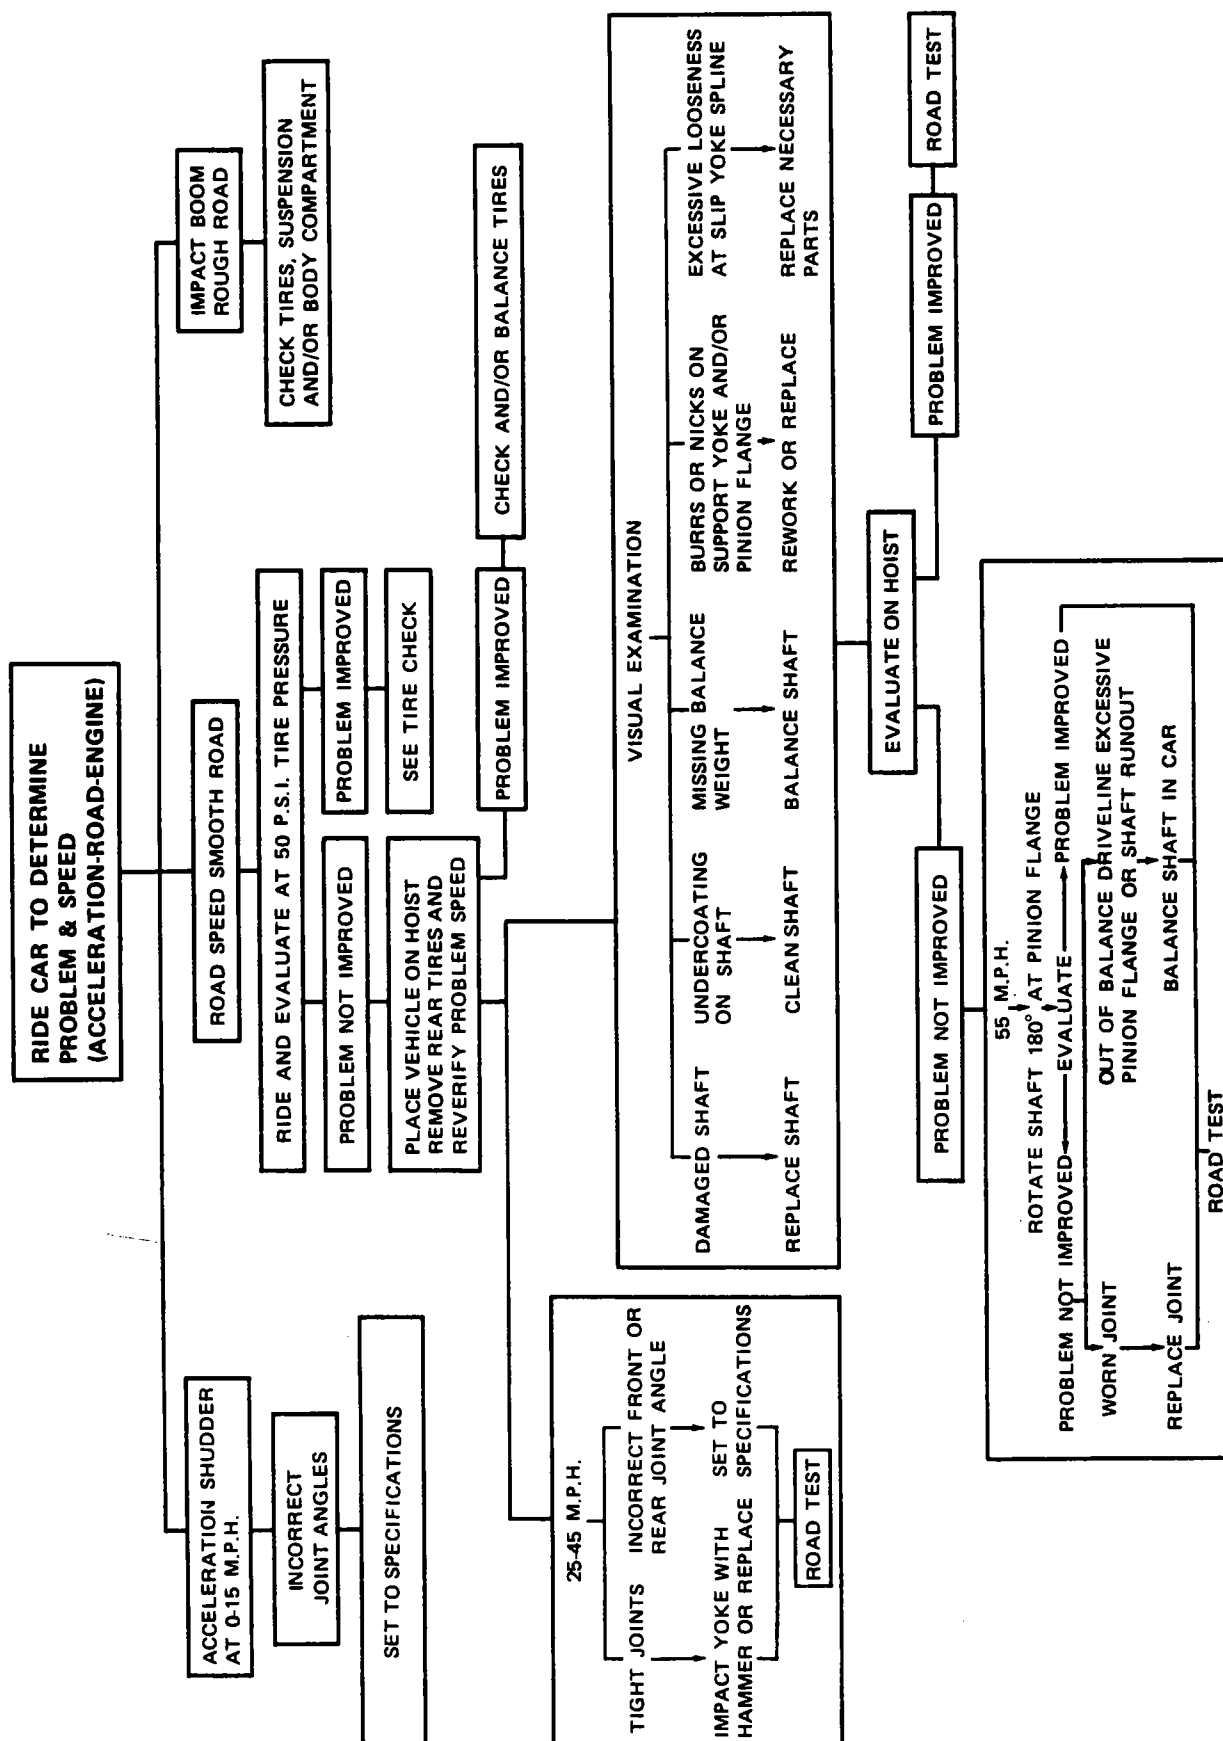 RIDE CAR TO DETERMINE
PROBLEM & SPEED
(ACCELERATION-ROAD-ENGINE)
ACCELERATION SHUDDER
AT 0-15 M.P.H.
INCORRECT
JOINT ANGLES
SET TO SPECIFICATIONS
ROAD SPEED SMOOTH ROAD
RIDE AND EVALUATE AT 50 P.S.I. TIRE PRESSURE
PROBLEM NOT IMPROVED
PROBLEM IMPROVED
SEE TIRE CHECK
PLACE VEHICLE ON HOIST
REMOVE REAR TIRES AND
REVERIFY PROBLEM SPEED
PROBLEM IMPROVED
CHECK AND/OR BALANCE TIRES
IMPACT BOOM
ROUGH ROAD
CHECK TIRES, SUSPENSION
AND/OR BODY COMPARTMENT
25-45 M.P.H.
TIGHT JOINTS
INCORRECT FRONT OR
REAR JOINT ANGLE
IMPACT YOKE WITH
HAMMER OR REPLACE
SET TO
SPECIFICATIONS
ROAD TEST
VISUAL EXAMINATION
DAMAGED SHAFT
REPLACE SHAFT
UNDERCOATING
ON SHAFT
CLEAN SHAFT
MISSING BALANCE
WEIGHT
BALANCE SHAFT
BURRS OR NICKS ON
SUPPORT YOKE AND/OR
PINION FLANGE
REWORK OR REPLACE
EXCESSIVE LOOSENESS
AT SLIP YOKE SPLINE
REPLACE NECESSARY
PARTS
EVALUATE ON HOIST
PROBLEM NOT IMPROVED
PROBLEM IMPROVED
ROAD TEST
55 M.P.H.
ROTATE SHAFT 180° AT PINION FLANGE
PROBLEM NOT IMPROVED
EVALUATE
PROBLEM IMPROVED
WORN JOINT
OUT OF BALANCE DRIVELINE EXCESSIVE
PINION FLANGE OR SHAFT RUNOUT
REPLACE JOINT
BALANCE SHAFT IN CAR
ROAD TEST